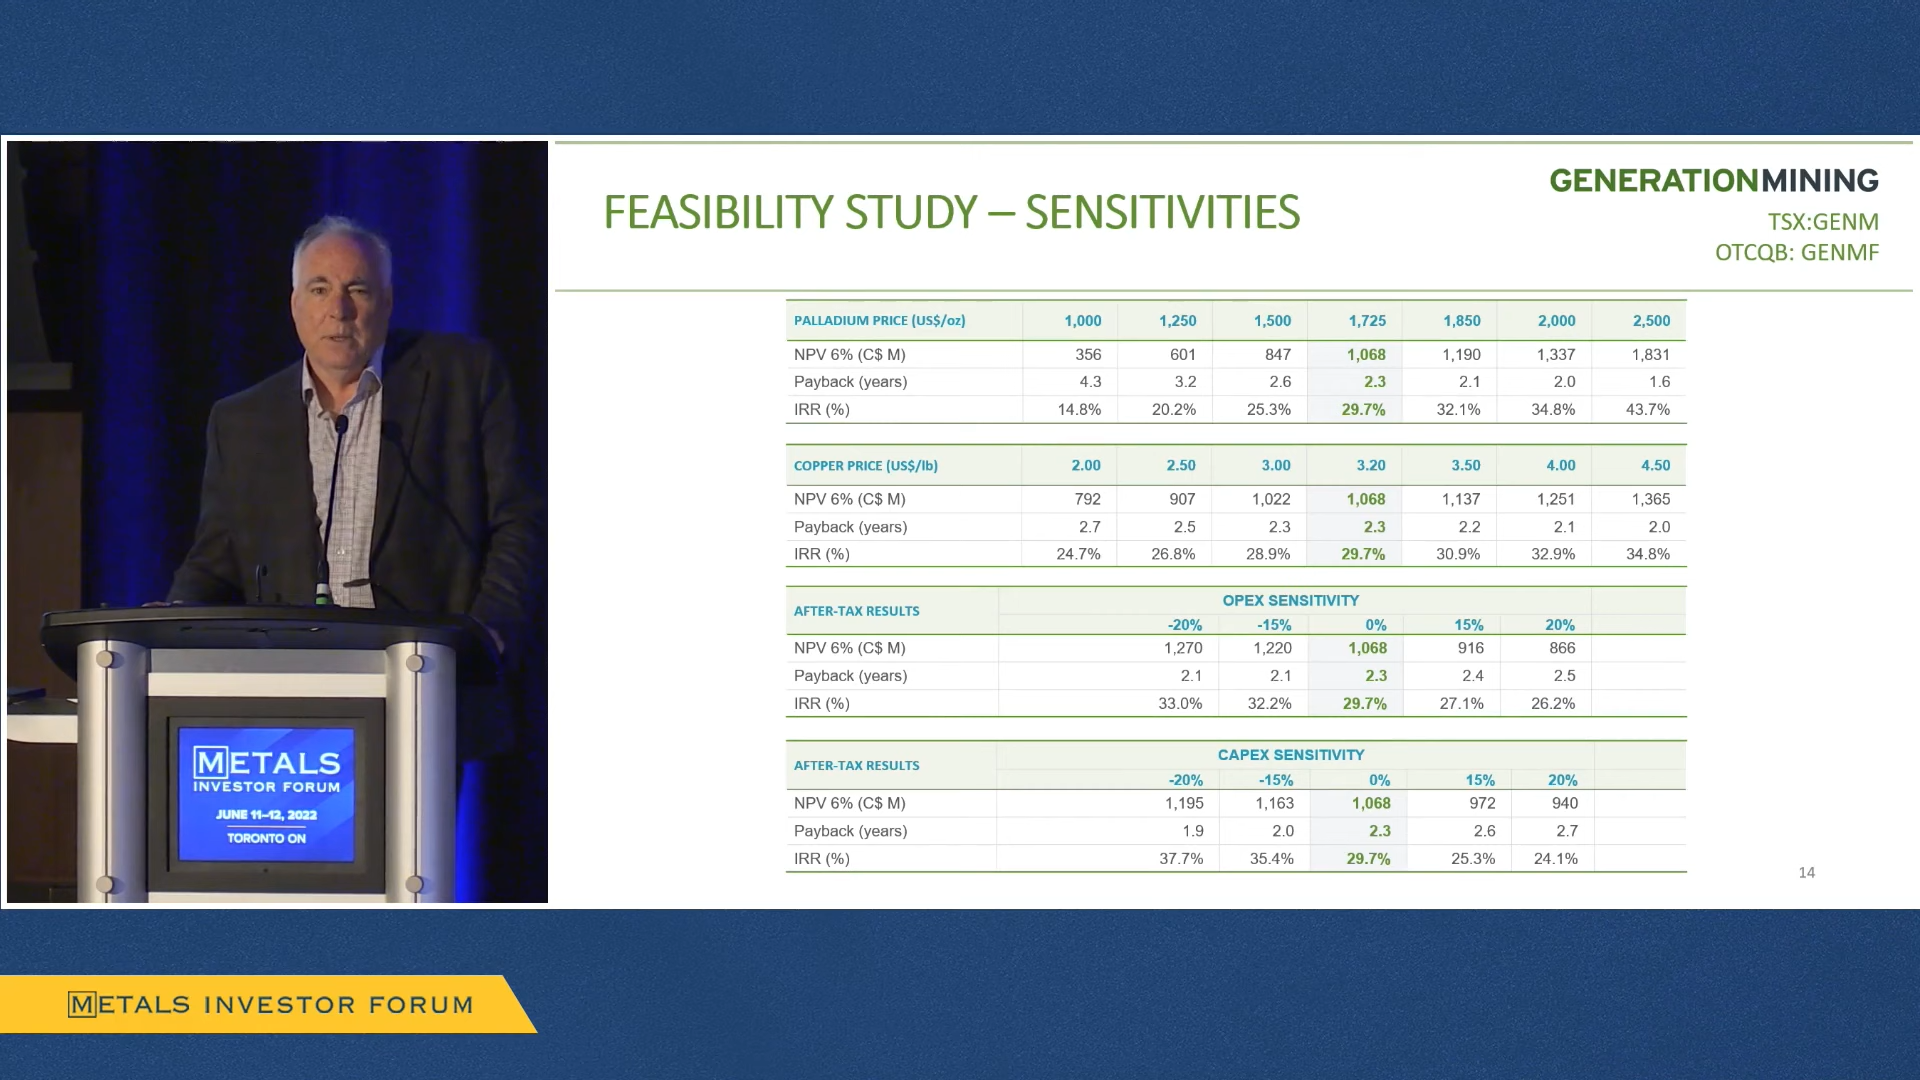 FEASIBILITY STUDY – SENSITIVITIES
GENERATIONMINING
TSX:GENM
OTCQB: GENMF
PALLADIUM PRICE (US$/oz) 1,000 1,250 1,500 1,725 1,850 2,000 2,500
NPV 6% (C$ M) 356 601 847 1,068 1,190 1,337 1,831
Payback (years) 4.3 3.2 2.6 2.3 2.1 2.0 1.6
IRR (%) 14.8% 20.2% 25.3% 29.7% 32.1% 34.8% 43.7%
COPPER PRICE (US$/lb) 2.00 2.50 3.00 3.20 3.50 4.00 4.50
NPV 6% (C$ M) 792 907 1,022 1,068 1,137 1,251 1,365
Payback (years) 2.7 2.5 2.3 2.3 2.2 2.1 2.0
IRR (%) 24.7% 26.8% 28.9% 29.7% 30.9% 32.9% 34.8%
AFTER-TAX RESULTS OPEX SENSITIVITY
-20% -15% 0% 15% 20%
NPV 6% (C$ M) 1,270 1,220 1,068 916 866
Payback (years) 2.1 2.1 2.3 2.4 2.5
IRR (%) 33.0% 32.2% 29.7% 27.1% 26.2%
AFTER-TAX RESULTS CAPEX SENSITIVITY
-20% -15% 0% 15% 20%
NPV 6% (C$ M) 1,195 1,163 1,068 972 940
Payback (years) 1.9 2.0 2.3 2.6 2.7
IRR (%) 37.7% 35.4% 29.7% 25.3% 24.1%
14
METALS
INVESTOR FORUM
JUNE 11–12, 2022
TORONTO ON
METALS INVESTOR FORUM